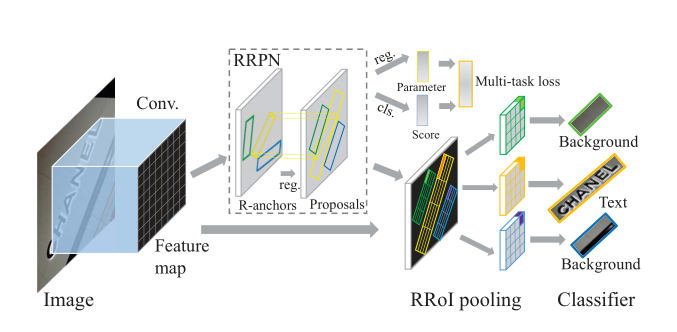 RRPN
reg.
cls.
Parameter
Score
Multi-task loss
Conv.
CHANEL
reg.
R-anchors
Proposals
Feature
map
Background
CHANEL
Text
Background
Image
RRoI pooling
Classifier